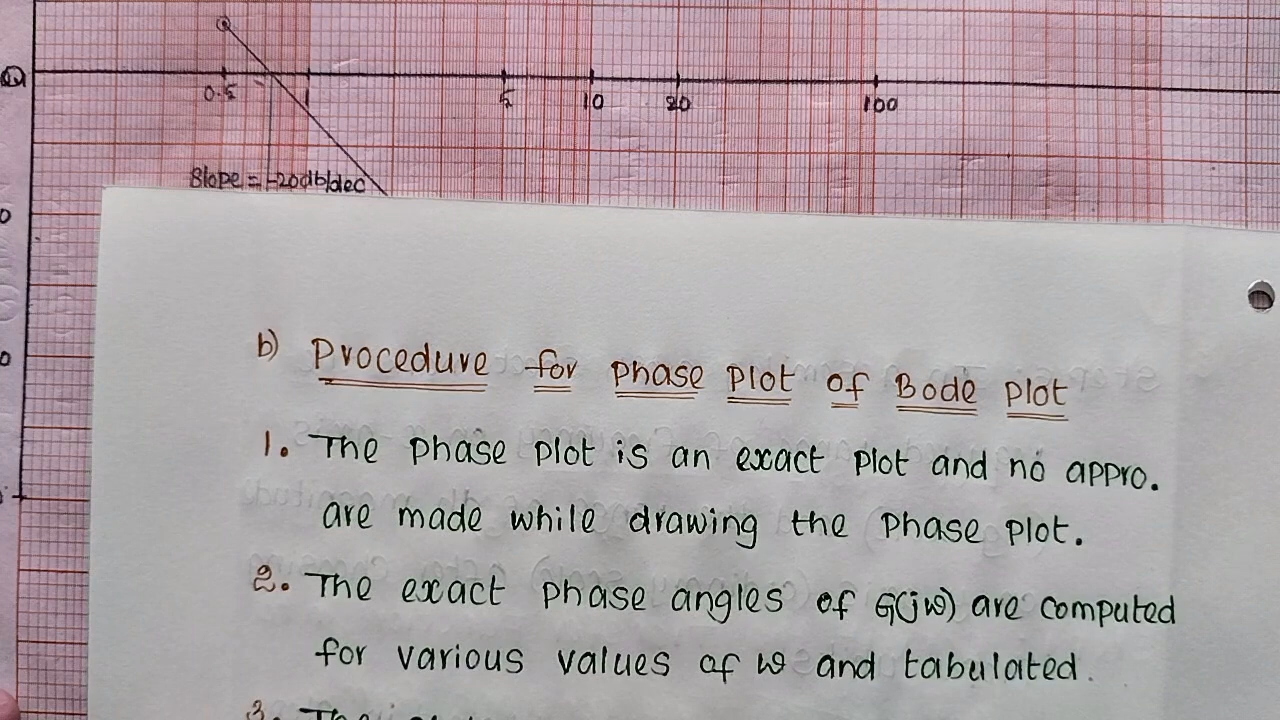 0.5 1 5 10 20 100
Slope = -20db/dec
b) Procedure for phase plot of Bode plot
1. The phase plot is an exact plot and no appro.
are made while drawing the phase plot.
2. The exact phase angles of G(jω) are computed
for various values of ω and tabulated.
3. The